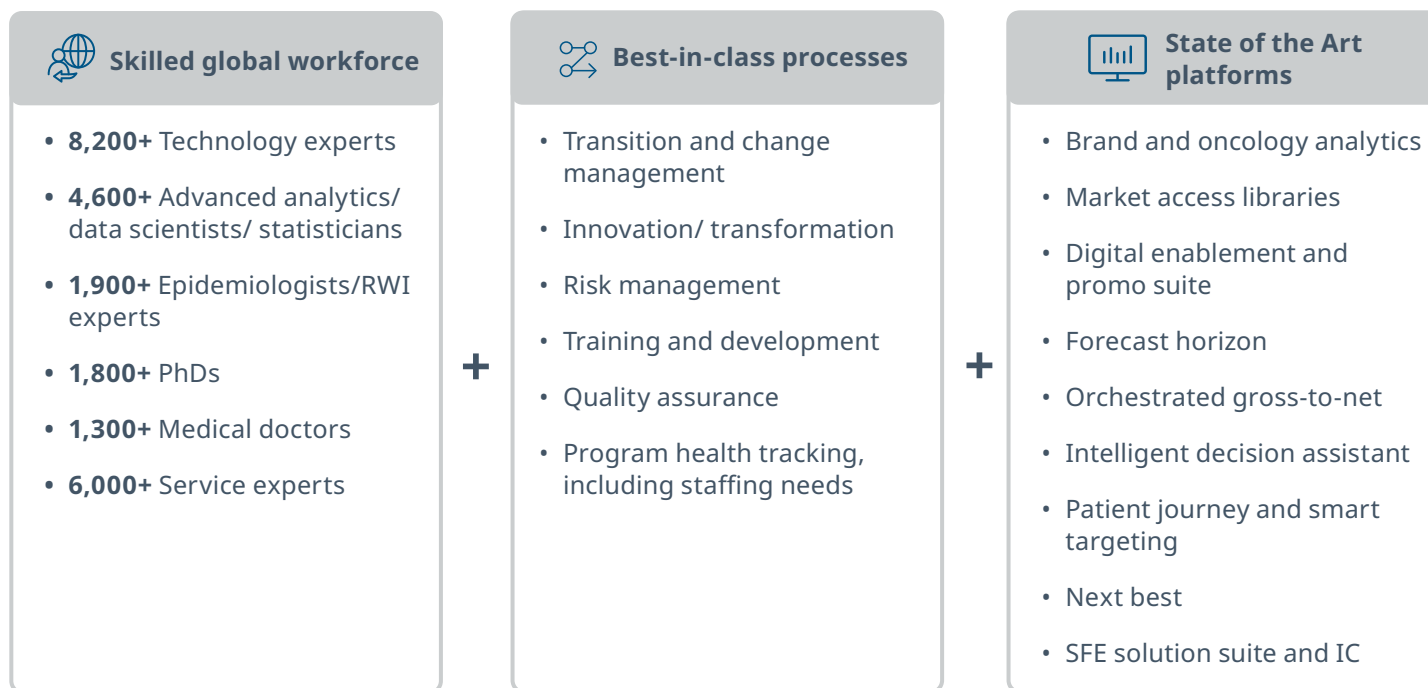 Skilled global workforce
• 8,200+ Technology experts
• 4,600+ Advanced analytics/
data scientists/ statisticians
• 1,900+ Epidemiologists/RWI
experts
• 1,800+ PhDs
• 1,300+ Medical doctors
• 6,000+ Service experts
+
Best-in-class processes
• Transition and change
management
• Innovation/ transformation
• Risk management
• Training and development
• Quality assurance
• Program health tracking,
including staffing needs
+
State of the Art
platforms
• Brand and oncology analytics
• Market access libraries
• Digital enablement and
promo suite
• Forecast horizon
• Orchestrated gross-to-net
• Intelligent decision assistant
• Patient journey and smart
targeting
• Next best
• SFE solution suite and IC